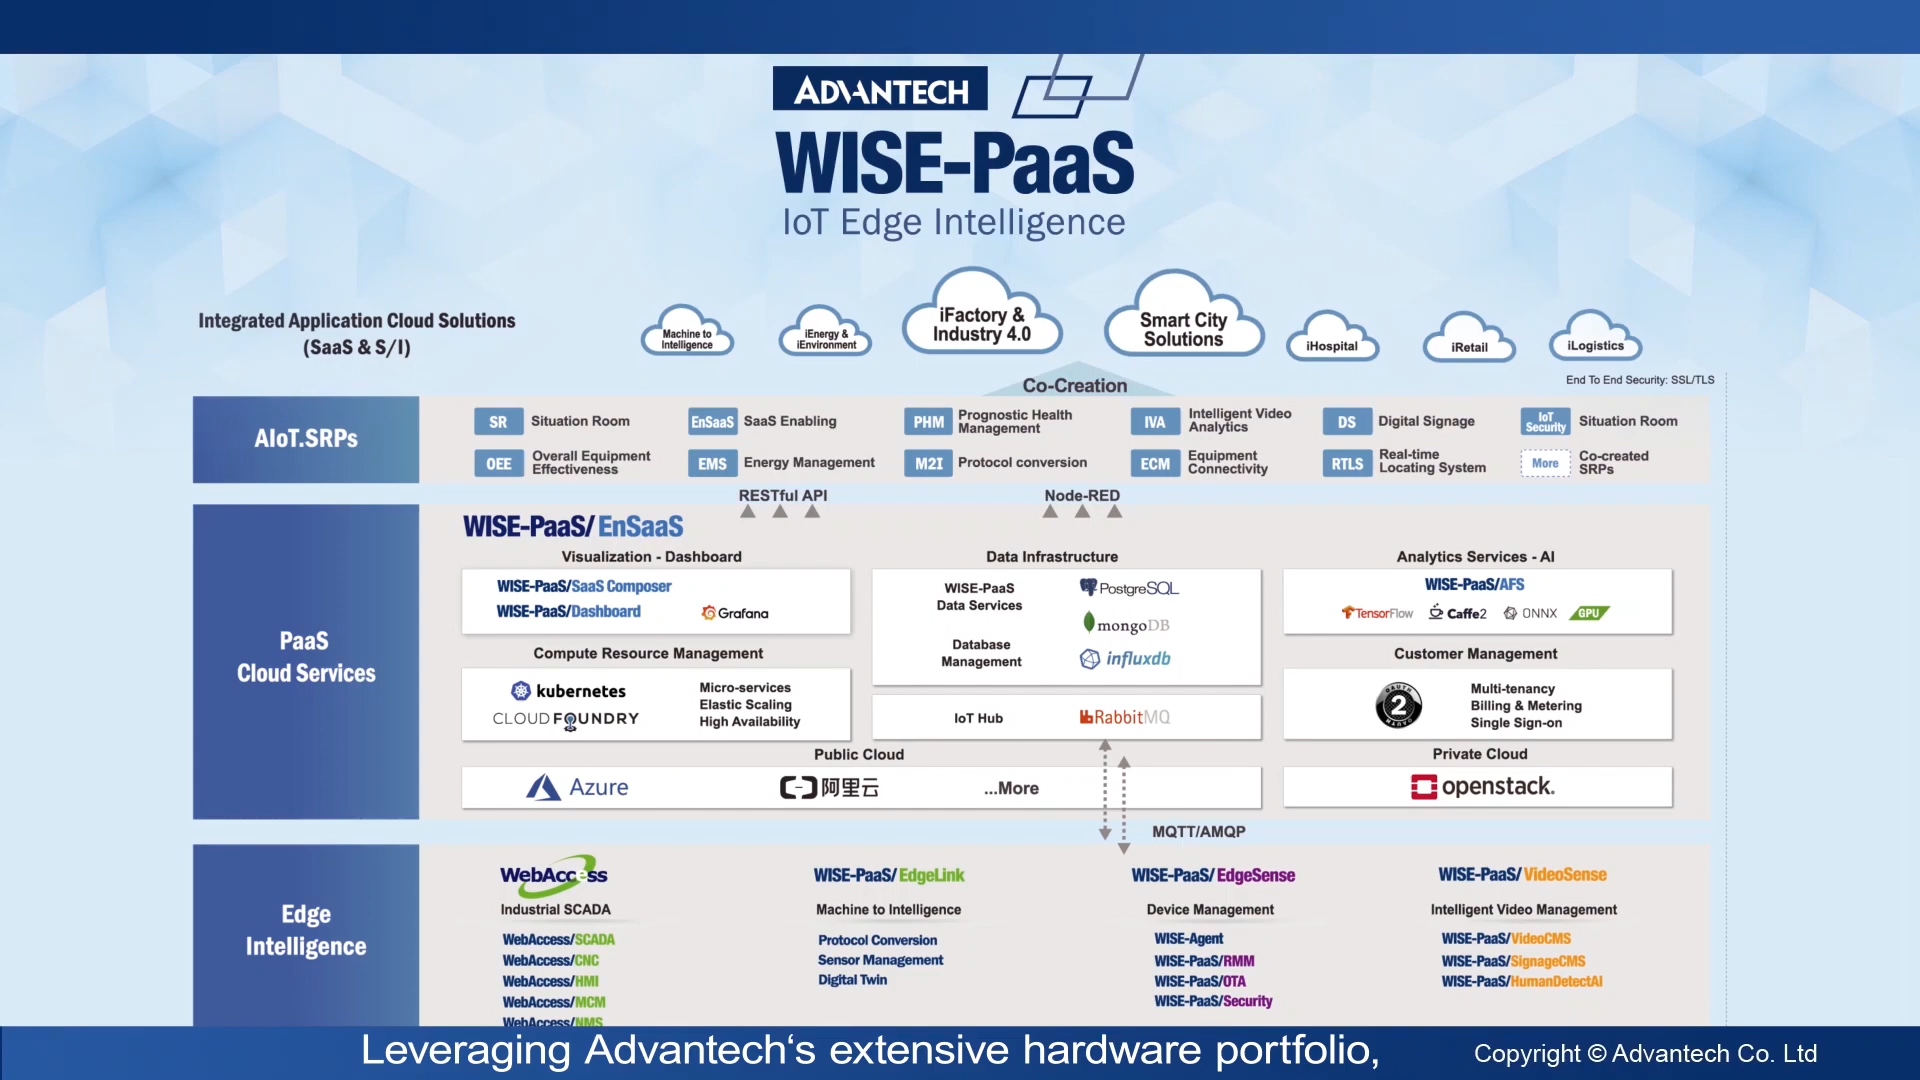 ADVANTECH
WISE-PaaS
IoT Edge Intelligence
Integrated Application Cloud Solutions
(SaaS & S/I)
Machine to
Intelligence
iEnergy &
iEnvironment
iFactory &
Industry 4.0
Smart City
Solutions
iHospital
iRetail
iLogistics
End To End Security: SSL/TLS
Co-Creation
AIoT.SRPs
SR Situation Room
EnSaaS SaaS Enabling
PHM Prognostic Health
Management
IVA Intelligent Video
Analytics
DS Digital Signage
IoT
Security Situation Room
OEE Overall Equipment
Effectiveness
EMS Energy Management
M2I Protocol conversion
ECM Equipment
Connectivity
RTLS Real-time
Locating System
More Co-created
SRPs
RESTful API
Node-RED
PaaS
Cloud Services
WISE-PaaS/EnSaaS
Visualization - Dashboard
WISE-PaaS/SaaS Composer
WISE-PaaS/Dashboard
Grafana
Data Infrastructure
WISE-PaaS
Data Services
PostgreSQL
mongoDB
Database
Management
influxdb
Analytics Services - AI
WISE-PaaS/AFS
TensorFlow Caffe2 ONNX GPU
Compute Resource Management
kubernetes
CLOUD FOUNDRY
Micro-services
Elastic Scaling
High Availability
IoT Hub
RabbitMQ
Customer Management
OAUTH
2
OAUTH
Multi-tenancy
Billing & Metering
Single Sign-on
Public Cloud
Azure
阿里云
...More
Private Cloud
openstack.
MQTT/AMQP
Edge
Intelligence
WebAccess
Industrial SCADA
WebAccess/SCADA
WebAccess/CNC
WebAccess/HMI
WebAccess/MCM
WebAccess/NMS
WISE-PaaS/EdgeLink
Machine to Intelligence
Protocol Conversion
Sensor Management
Digital Twin
WISE-PaaS/EdgeSense
Device Management
WISE-Agent
WISE-PaaS/RMM
WISE-PaaS/OTA
WISE-PaaS/Security
WISE-PaaS/VideoSense
Intelligent Video Management
WISE-PaaS/VideoCMS
WISE-PaaS/SignageCMS
WISE-PaaS/HumanDetectAI
Leveraging Advantech‘s extensive hardware portfolio,
Copyright © Advantech Co. Ltd